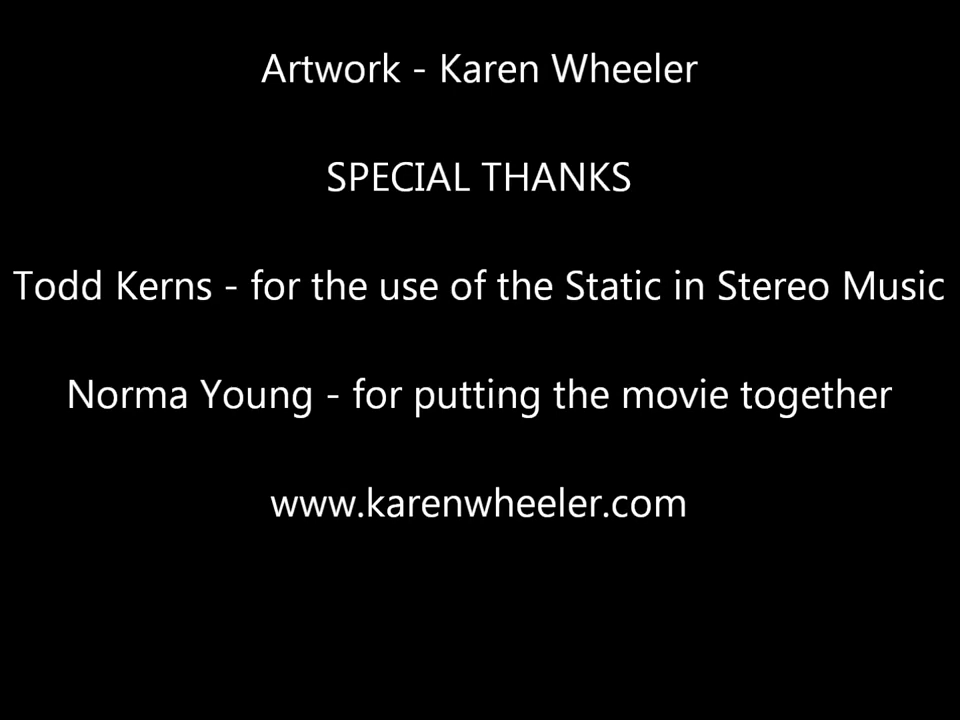 Artwork - Karen Wheeler
SPECIAL THANKS
Todd Kerns - for the use of the Static in Stereo Music
Norma Young - for putting the movie together
www.karenwheeler.com